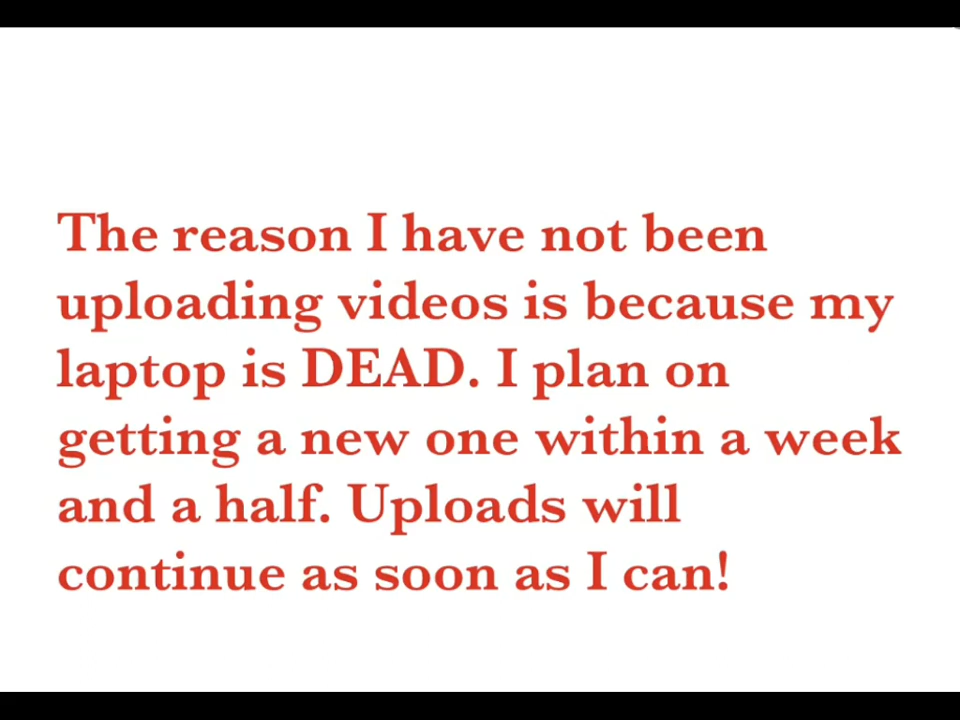 The reason I have not been
uploading videos is because my
laptop is DEAD. I plan on
getting a new one within a week
and a half. Uploads will
continue as soon as I can!